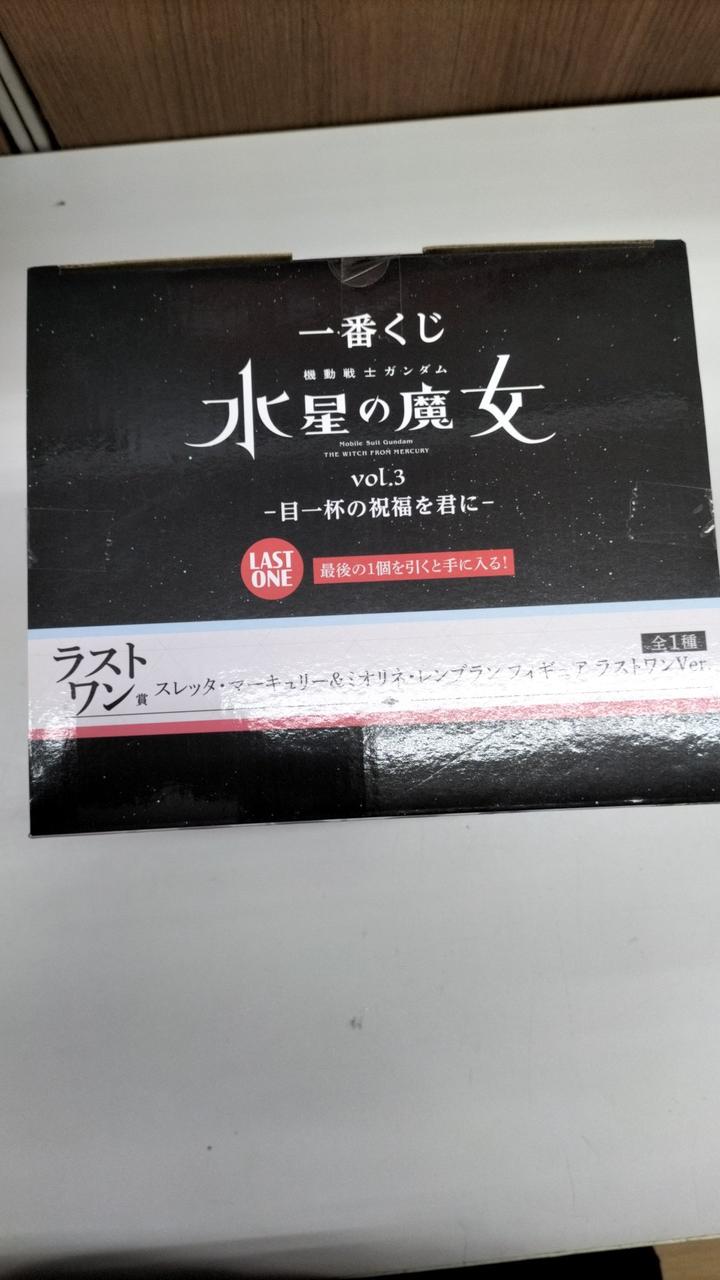 一番くじ
機動戦士ガンダム
水星の魔女
Mobile Suit Gundam
THE WITCH FROM MERCURY
vol.3
–目一杯の祝福を君に–
LAST
ONE
最後の1個を引くと手に入る!
全1種
ラスト
ワン賞
スレッタ・マーキュリー&ミオリネ・レンブラン フィギュア ラストワンVer.